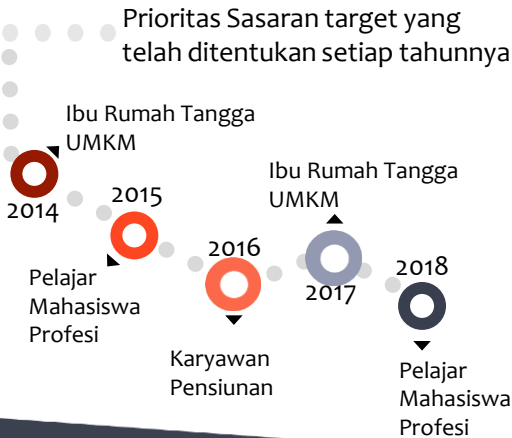 Prioritas Sasaran target yang
telah ditentukan setiap tahunnya
Ibu Rumah Tangga
UMKM
2014
2015
Pelajar
Mahasiswa
Profesi
2016
Karyawan
Pensiunan
Ibu Rumah Tangga
UMKM
2017
2018
Pelajar
Mahasiswa
Profesi